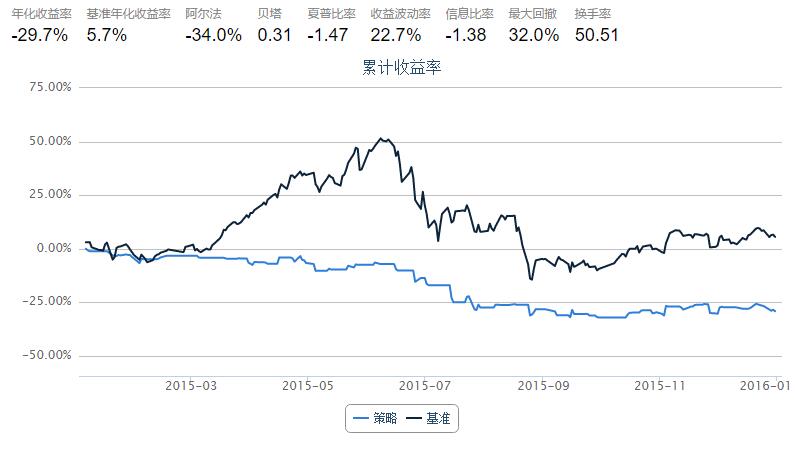 年化收益率 基准年化收益率 阿尔法 贝塔 夏普比率 收益波动率 信息比率 最大回撤 换手率
-29.7% 5.7% -34.0% 0.31 -1.47 22.7% -1.38 32.0% 50.51
累计收益率
75.00%
50.00%
25.00%
0.00%
-25.00%
-50.00%
2015-03 2015-05 2015-07 2015-09 2015-11 2016-01
策略 基准